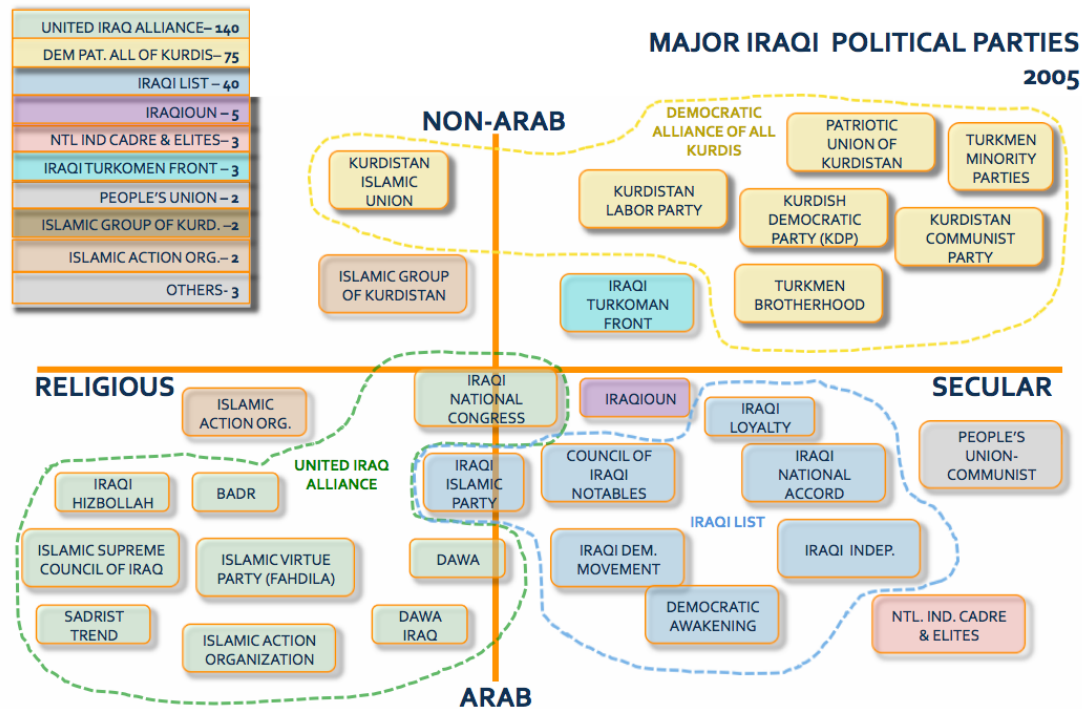 UNITED IRAQ ALLIANCE– 140
DEM PAT. ALL OF KURDIS– 75
IRAQI LIST – 40
IRAQIOUN – 5
NTL IND CADRE & ELITES– 3
IRAQI TURKOMEN FRONT – 3
PEOPLE'S UNION – 2
ISLAMIC GROUP OF KURD. –2
ISLAMIC ACTION ORG.– 2
OTHERS- 3
MAJOR IRAQI POLITICAL PARTIES
2005
NON-ARAB
DEMOCRATIC
ALLIANCE OF ALL
KURDIS
KURDISTAN
ISLAMIC
UNION
KURDISTAN
LABOR PARTY
PATRIOTIC
UNION OF
KURDISTAN
TURKMEN
MINORITY
PARTIES
KURDISH
DEMOCRATIC
PARTY (KDP)
KURDISTAN
COMMUNIST
PARTY
ISLAMIC GROUP
OF KURDISTAN
IRAQI
TURKOMAN
FRONT
TURKMEN
BROTHERHOOD
RELIGIOUS
SECULAR
ISLAMIC
ACTION ORG.
IRAQI
NATIONAL
CONGRESS
IRAQIOUN
IRAQI
LOYALTY
PEOPLE'S
UNION-
COMMUNIST
UNITED IRAQ
ALLIANCE
IRAQI
HIZBOLLAH
BADR
IRAQI
ISLAMIC
PARTY
COUNCIL OF
IRAQI
NOTABLES
IRAQI
NATIONAL
ACCORD
IRAQI LIST
ISLAMIC SUPREME
COUNCIL OF IRAQ
ISLAMIC VIRTUE
PARTY (FAHDILA)
DAWA
IRAQI DEM.
MOVEMENT
IRAQI INDEP.
SADRIST
TREND
ISLAMIC ACTION
ORGANIZATION
DAWA
IRAQ
DEMOCRATIC
AWAKENING
NTL. IND. CADRE
& ELITES
ARAB